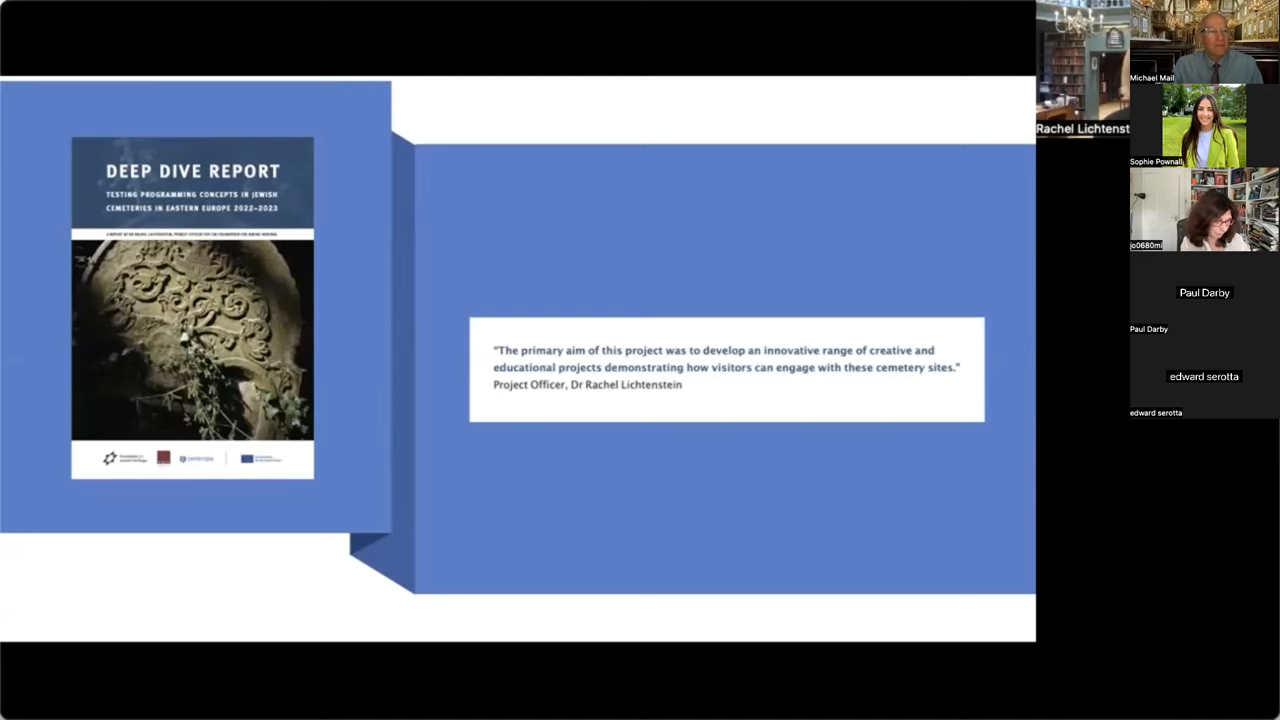 DEEP DIVE REPORT
TESTING PROGRAMMING CONCEPTS IN JEWISH
CEMETERIES IN EASTERN EUROPE 2022–2023
"The primary aim of this project was to develop an innovative range of creative and
educational projects demonstrating how visitors can engage with these cemetery sites."
Project Officer, Dr Rachel Lichtenstein
Rachel Lichtenst
Michael Mail
Sophie Pownall
jo0680mi
Paul Darby
Paul Darby
edward serotta
edward serotta